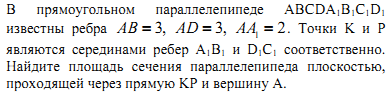 В прямоугольном параллелепипеде ABCDA₁B₁C₁D₁
известны ребра AB = 3, AD = 3, AA₁ = 2. Точки K и P
являются серединами ребер A₁B₁ и D₁C₁ соответственно.
Найдите площадь сечения параллелепипеда плоскостью,
проходящей через прямую KP и вершину A.